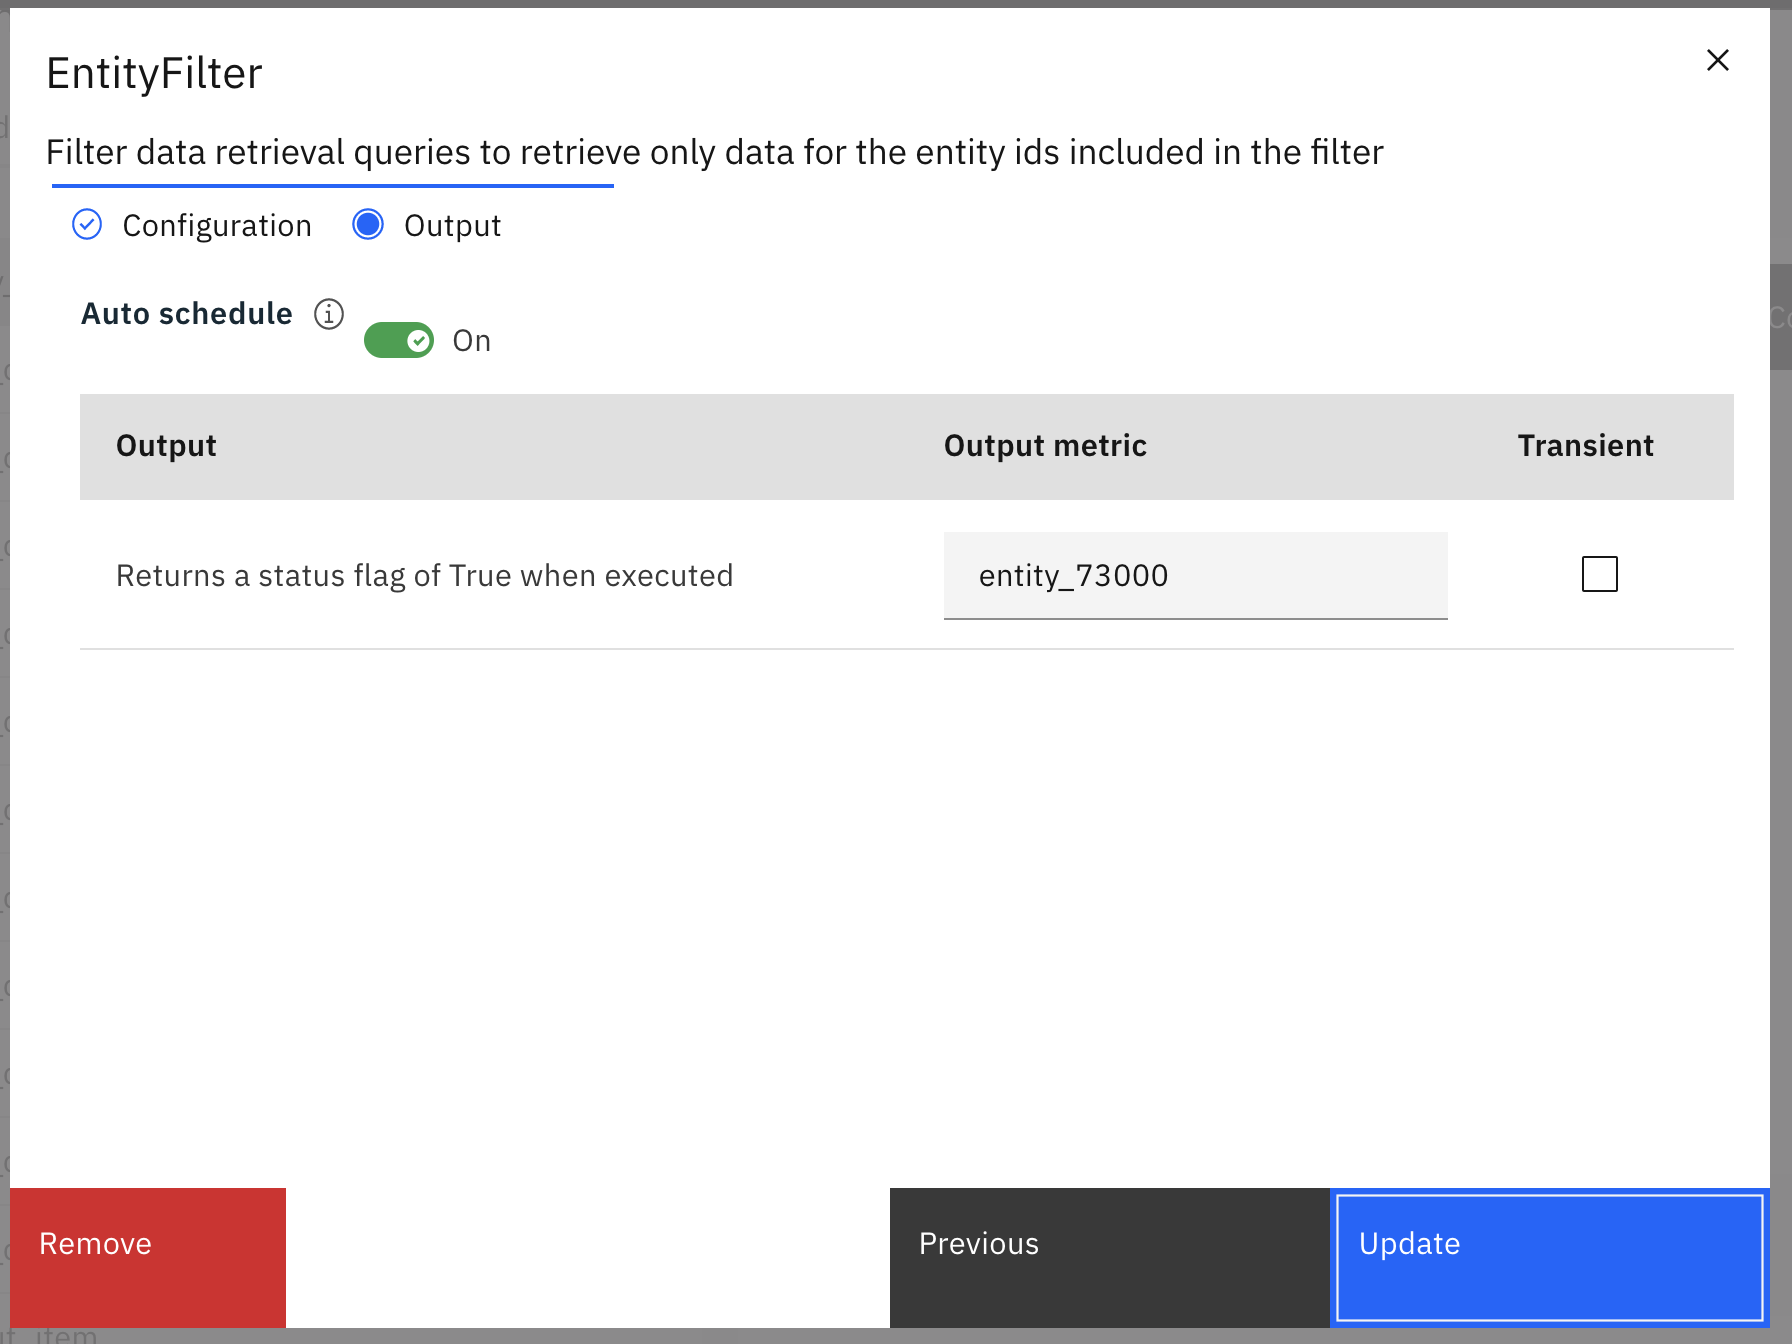 EntityFilter
Filter data retrieval queries to retrieve only data for the entity ids included in the filter
Configuration Output
Auto schedule
On
Output Output metric Transient
Returns a status flag of True when executed entity_73000
Remove Previous Update